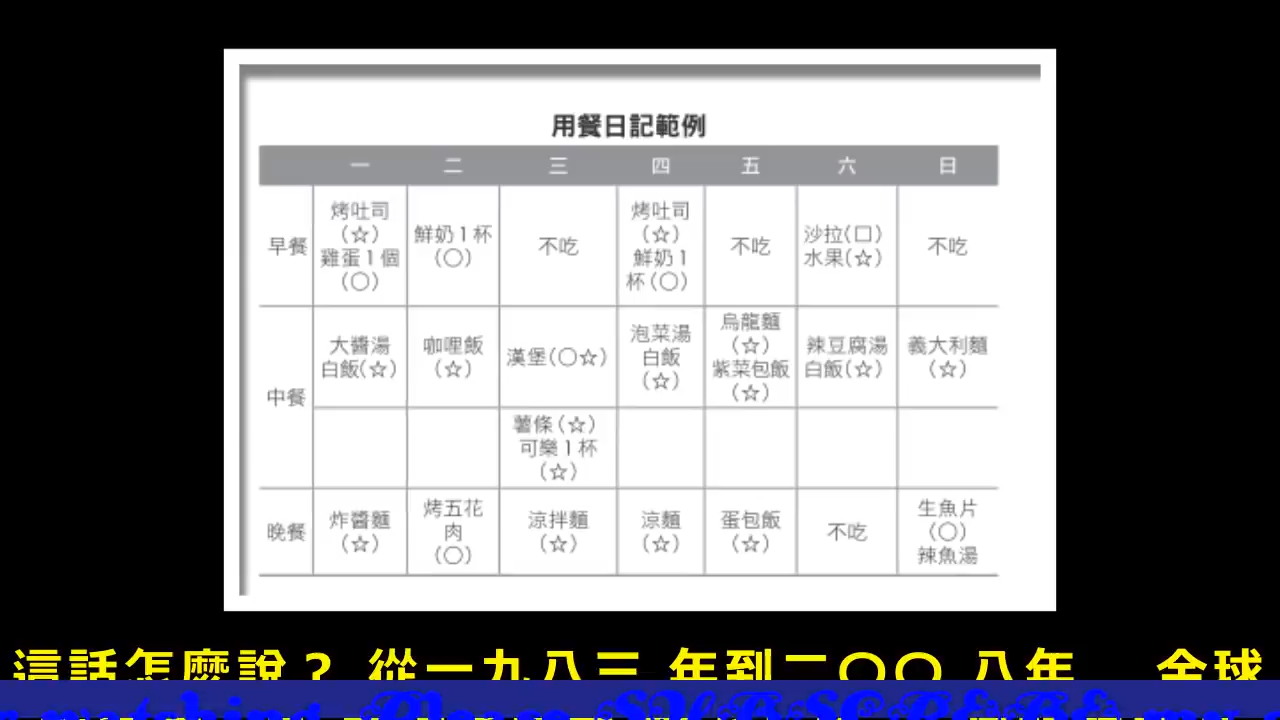 用餐日記範例
一 二 三 四 五 六 日
早餐
烤吐司
(☆)
雞蛋1個
(○)
鮮奶1杯
(○)
不吃
烤吐司
(☆)
鮮奶1
杯(○)
不吃
沙拉(□)
水果(☆)
不吃
中餐
大醬湯
白飯(☆)
咖哩飯
(☆)
漢堡(○☆)
泡菜湯
白飯
(☆)
烏龍麵
(☆)
紫菜包飯
(☆)
辣豆腐湯
白飯(☆)
義大利麵
(☆)
薯條(☆)
可樂1杯
(☆)
晚餐
炸醬麵
(☆)
烤五花
肉
(○)
涼拌麵
(☆)
涼麵
(☆)
蛋包飯
(☆)
不吃
生魚片
(○)
辣魚湯
這話怎麼說？ 從一九八三 年到二〇〇 八年 全球
watching. Please SUBSCRIBE